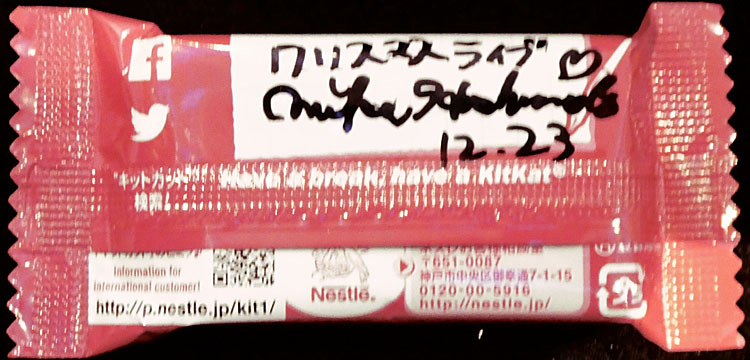 クリスマスライブ♡
12.23
"キットカット"
検索!
Have a break, have a KitKat®
Information for
international customer!
http://p.nestle.jp/kit1/
Nestle®
〒651-0087
神戸市中央区御幸通7-1-15
0120-00-5916
http://nestle.jp/